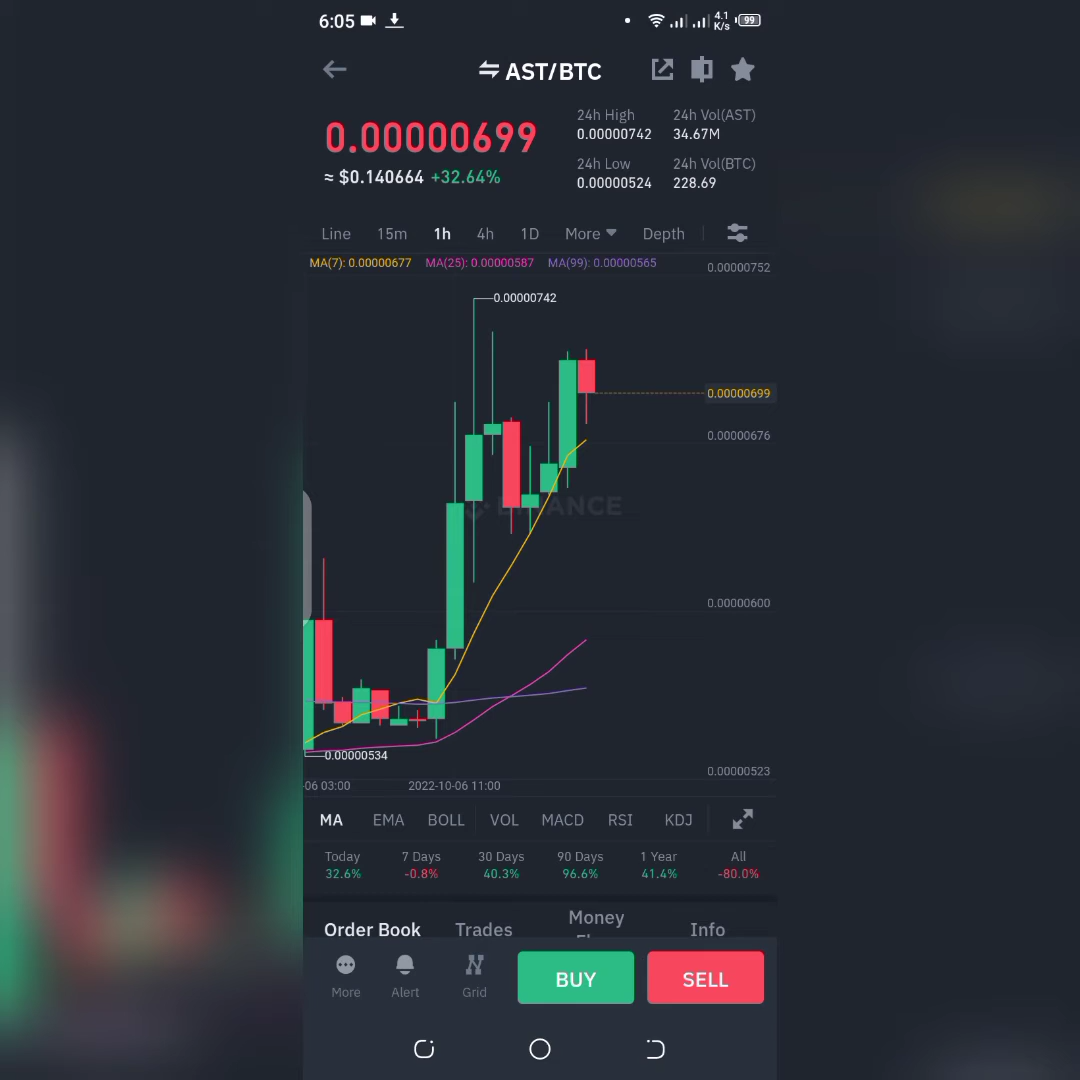 6:05 4.1 K/s 99
AST/BTC
0.00000699
≈ $0.140664 +32.64%
24h High 24h Vol(AST)
0.00000742 34.67M
24h Low 24h Vol(BTC)
0.00000524 228.69
Line 15m 1h 4h 1D More Depth
MA(7): 0.00000677 MA(25): 0.00000587 MA(99): 0.00000565
0.00000752
0.00000742
0.00000699
0.00000676
0.00000600
0.00000534
0.00000523
-06 03:00 2022-10-06 11:00
MA EMA BOLL VOL MACD RSI KDJ
Today 7 Days 30 Days 90 Days 1 Year All
32.6% -0.8% 40.3% 96.6% 41.4% -80.0%
Order Book Trades Money Info
More Alert Grid BUY SELL